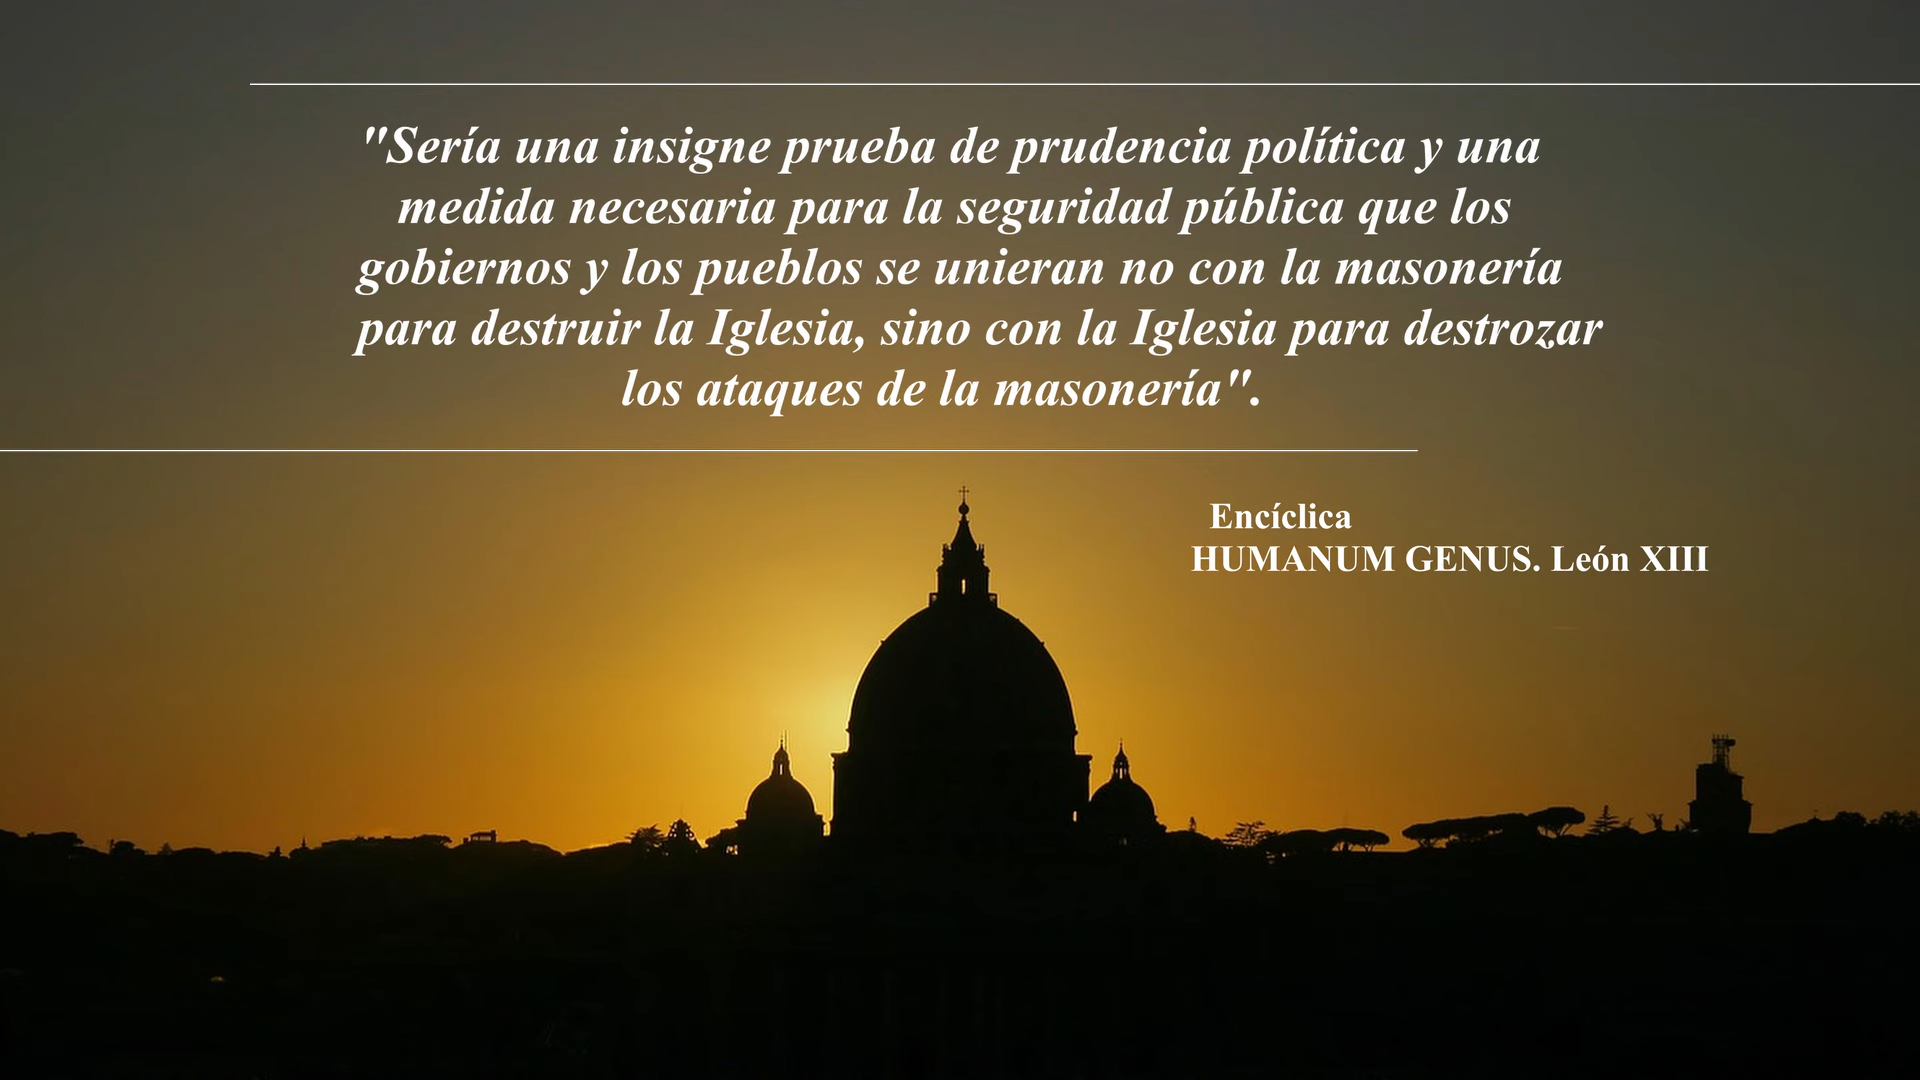 "Sería una insigne prueba de prudencia política y una
medida necesaria para la seguridad pública que los
gobiernos y los pueblos se unieran no con la masonería
para destruir la Iglesia, sino con la Iglesia para destrozar
los ataques de la masonería".
Encíclica
HUMANUM GENUS. León XIII